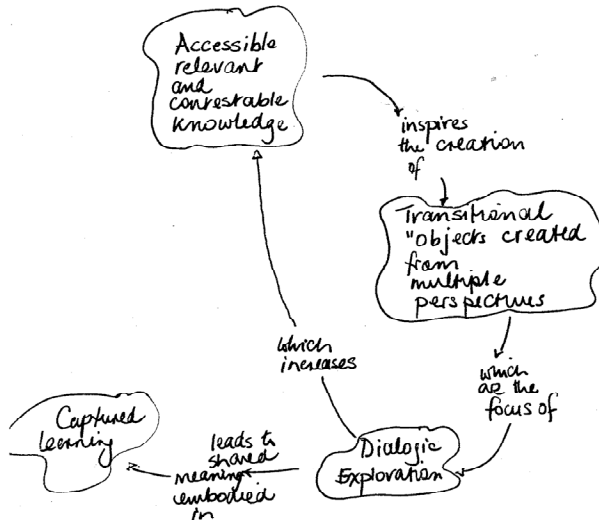 Accessible
relevant
and
contestable
knowledge
inspires
the creation
of
Transitional
"objects created
from
multiple
perspectives
which
are the
focus of
Dialogic
Exploration
which
increases
leads to
shared
meaning
embodied
in
Captured
learning